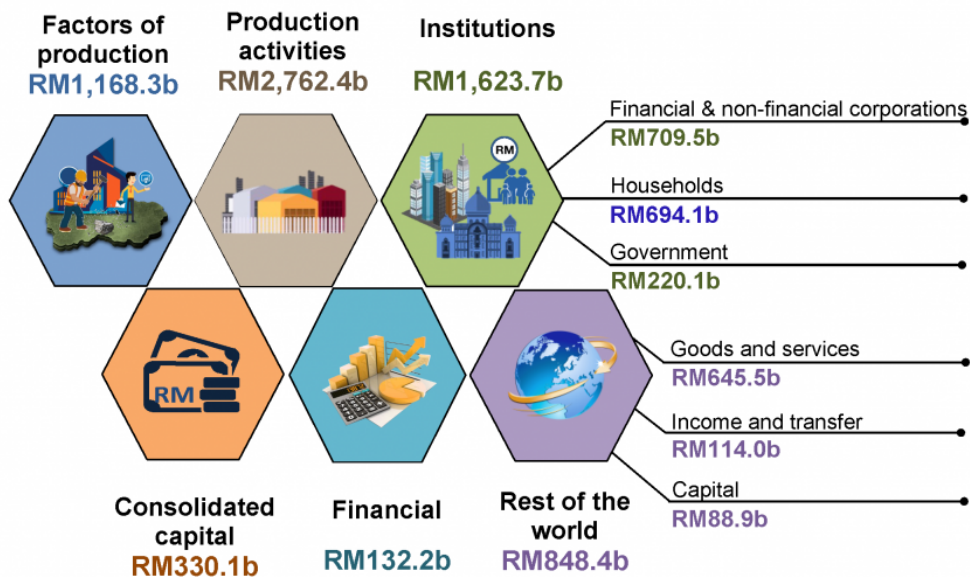 Factors of
production
RM1,168.3b
Production
activities
RM2,762.4b
Institutions
RM1,623.7b
Financial & non-financial corporations
RM709.5b
Households
RM694.1b
Government
RM220.1b
RM
RM
Goods and services
RM645.5b
Income and transfer
RM114.0b
Capital
RM88.9b
Consolidated
capital
RM330.1b
Financial
RM132.2b
Rest of the
world
RM848.4b